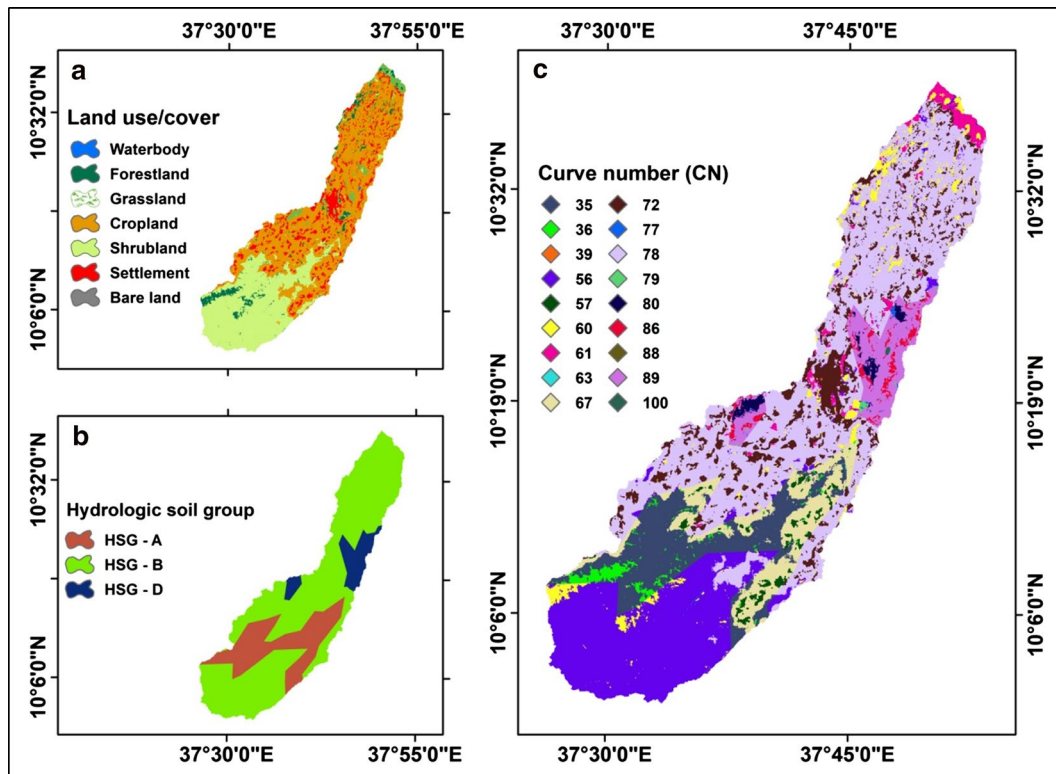 37°30'0"E 37°55'0"E
a
Land use/cover
Waterbody
Forestland
Grassland
Cropland
Shrubland
Settlement
Bare land
10°32'0"N
10°6'0"N
b
Hydrologic soil group
HSG - A
HSG - B
HSG - D
10°32'0"N
10°6'0"N
37°30'0"E 37°55'0"E
37°30'0"E 37°45'0"E
c
Curve number (CN)
35 72
36 77
39 78
56 79
57 80
60 86
61 88
63 89
67 100
10°32'0"N 10°32'0"N
10°19'0"N 10°19'0"N
10°6'0"N 10°6'0"N
37°30'0"E 37°45'0"E